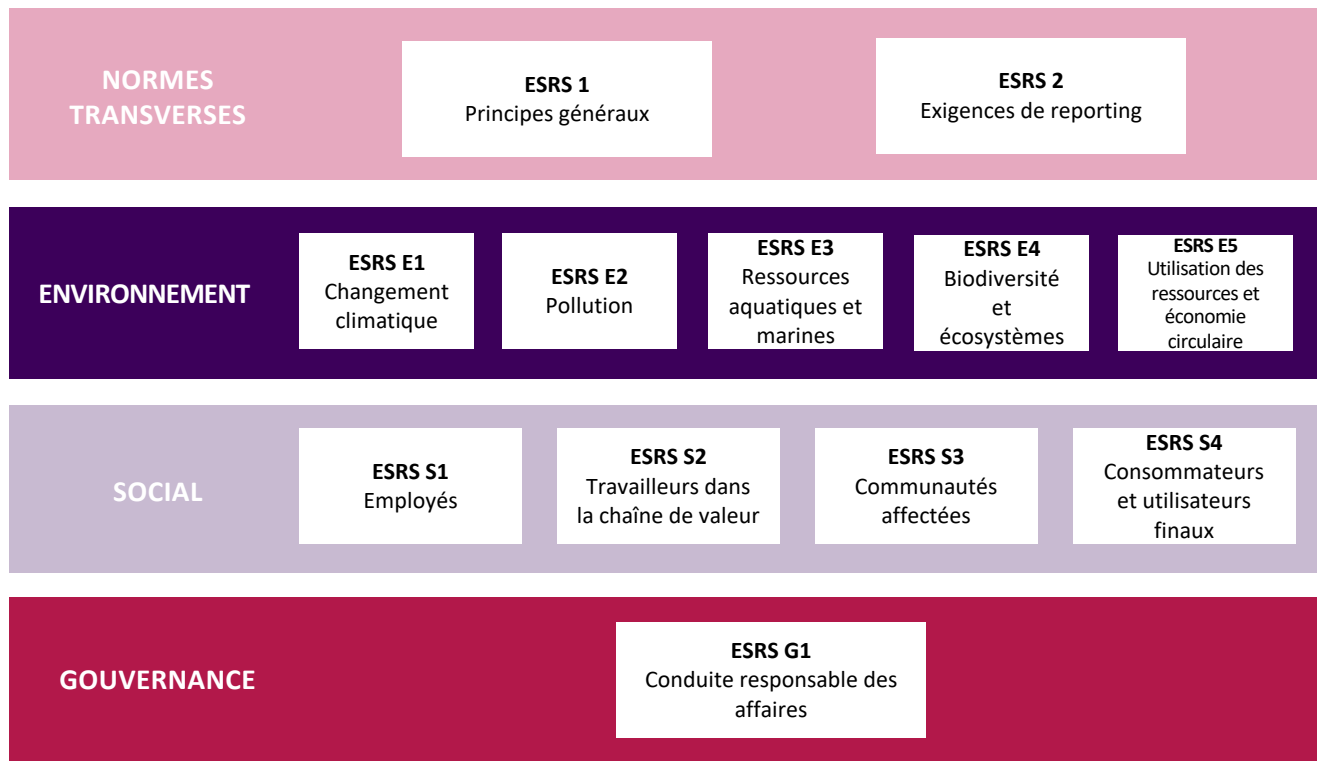 NORMES
TRANSVERSES
ESRS 1
Principes généraux
ESRS 2
Exigences de reporting
ENVIRONNEMENT
ESRS E1
Changement
climatique
ESRS E2
Pollution
ESRS E3
Ressources
aquatiques et
marines
ESRS E4
Biodiversité
et
écosystèmes
ESRS E5
Utilisation des
ressources et
économie
circulaire
SOCIAL
ESRS S1
Employés
ESRS S2
Travailleurs dans
la chaîne de valeur
ESRS S3
Communautés
affectées
ESRS S4
Consommateurs
et utilisateurs
finaux
GOUVERNANCE
ESRS G1
Conduite responsable des
affaires